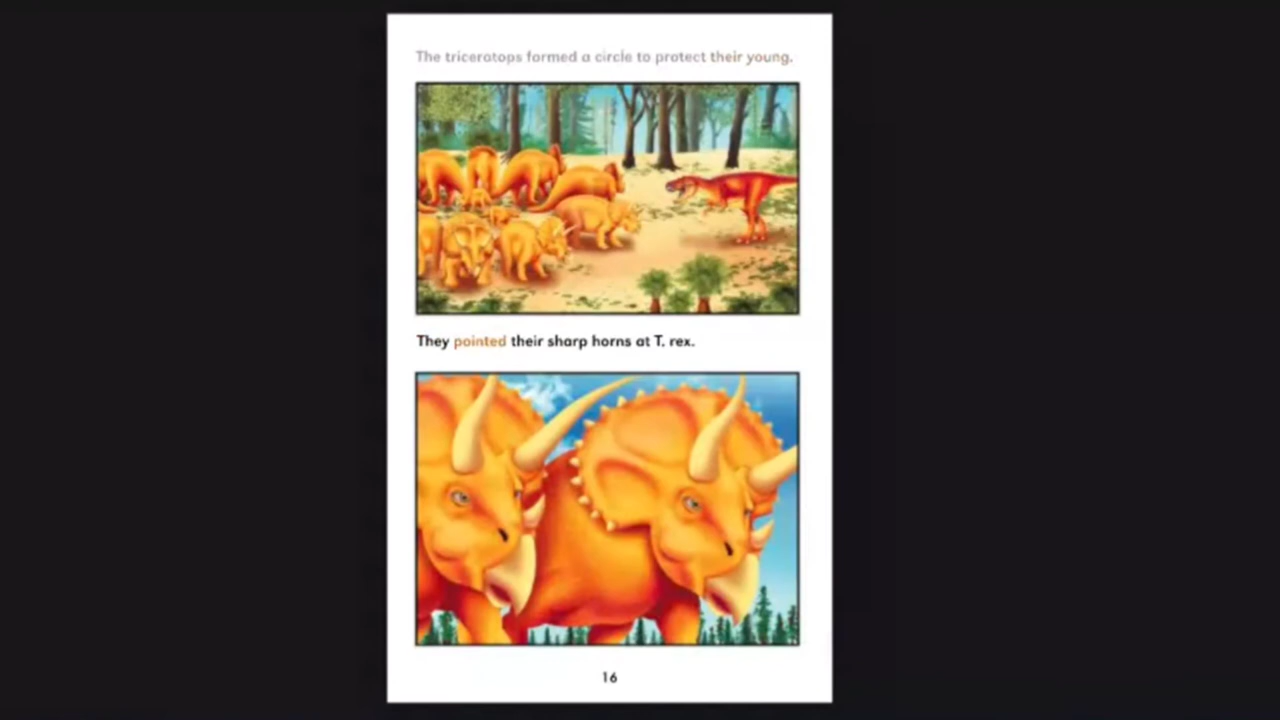 The triceratops formed a circle to protect their young.
They pointed their sharp horns at T. rex.
16